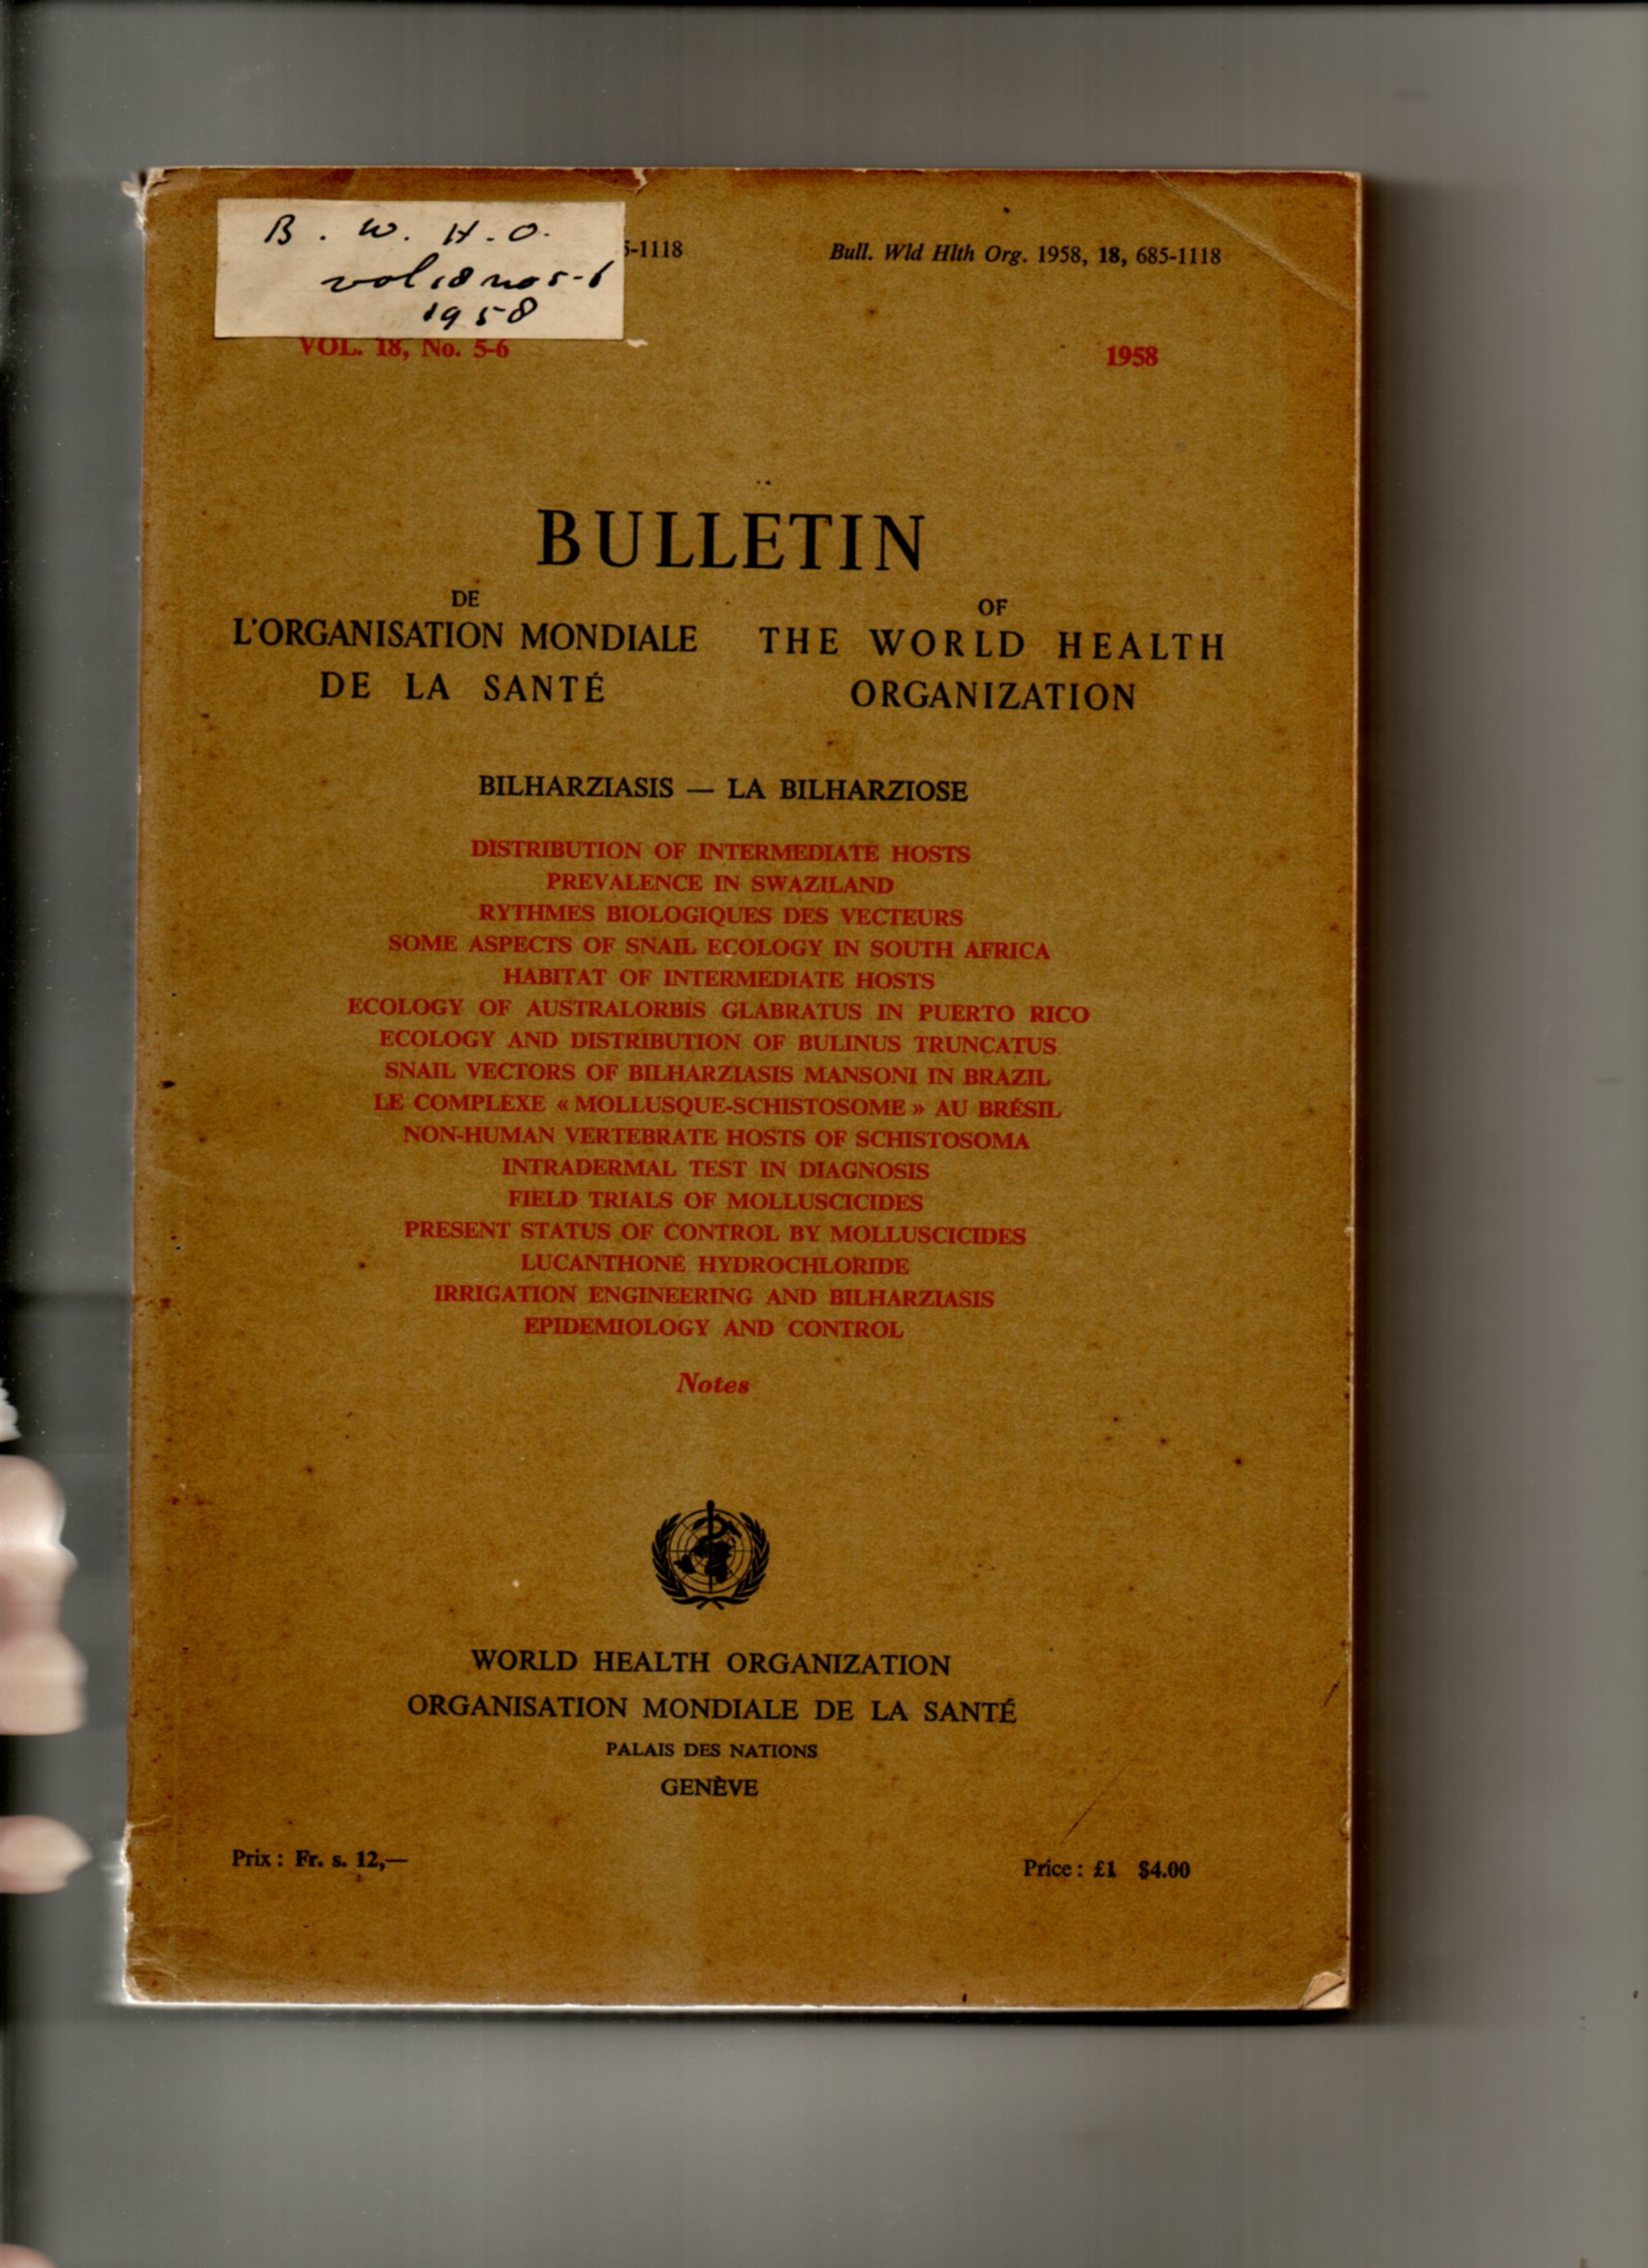 B. W. H. O.
vol 18 no 5-6
1958
5-1118
Bull. Wld Hlth Org. 1958, 18, 685-1118
VOL. 18, No. 5-6
1958
BULLETIN
DE
L'ORGANISATION MONDIALE
DE LA SANTÉ
OF
THE WORLD HEALTH
ORGANIZATION
BILHARZIASIS — LA BILHARZIOSE
DISTRIBUTION OF INTERMEDIATE HOSTS
PREVALENCE IN SWAZILAND
RYTHMES BIOLOGIQUES DES VECTEURS
SOME ASPECTS OF SNAIL ECOLOGY IN SOUTH AFRICA
HABITAT OF INTERMEDIATE HOSTS
ECOLOGY OF AUSTRALORBIS GLABRATUS IN PUERTO RICO
ECOLOGY AND DISTRIBUTION OF BULINUS TRUNCATUS
SNAIL VECTORS OF BILHARZIASIS MANSONI IN BRAZIL
LE COMPLEXE « MOLLUSQUE-SCHISTOSOME » AU BRÉSIL
NON-HUMAN VERTEBRATE HOSTS OF SCHISTOSOMA
INTRADERMAL TEST IN DIAGNOSIS
FIELD TRIALS OF MOLLUSCICIDES
PRESENT STATUS OF CONTROL BY MOLLUSCICIDES
LUCANTHONE HYDROCHLORIDE
IRRIGATION ENGINEERING AND BILHARZIASIS
EPIDEMIOLOGY AND CONTROL
Notes
WORLD HEALTH ORGANIZATION
ORGANISATION MONDIALE DE LA SANTÉ
PALAIS DES NATIONS
GENÈVE
Prix : Fr. s. 12,—
Price : £1 $4.00